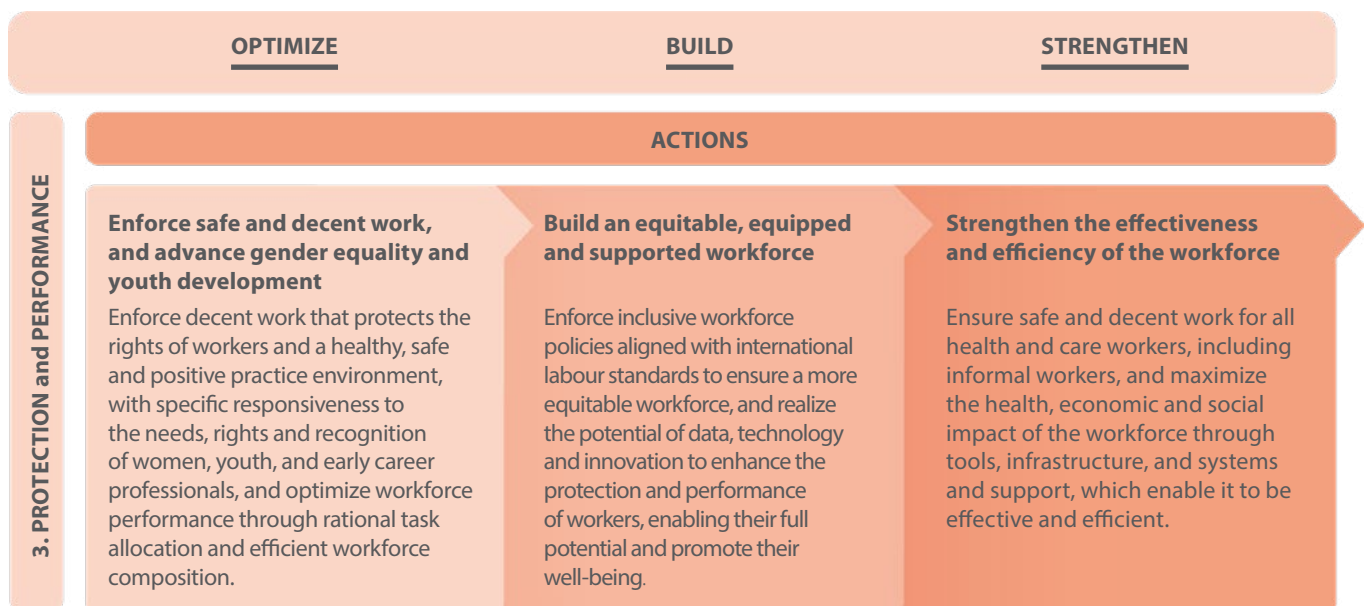 OPTIMIZE
BUILD
STRENGTHEN
ACTIONS
3. PROTECTION and PERFORMANCE
Enforce safe and decent work,
and advance gender equality and
youth development
Enforce decent work that protects the
rights of workers and a healthy, safe
and positive practice environment,
with specific responsiveness to
the needs, rights and recognition
of women, youth, and early career
professionals, and optimize workforce
performance through rational task
allocation and efficient workforce
composition.
Build an equitable, equipped
and supported workforce
Enforce inclusive workforce
policies aligned with international
labour standards to ensure a more
equitable workforce, and realize
the potential of data, technology
and innovation to enhance the
protection and performance
of workers, enabling their full
potential and promote their
well-being.
Strengthen the effectiveness
and efficiency of the workforce
Ensure safe and decent work for all
health and care workers, including
informal workers, and maximize
the health, economic and social
impact of the workforce through
tools, infrastructure, and systems
and support, which enable it to be
effective and efficient.